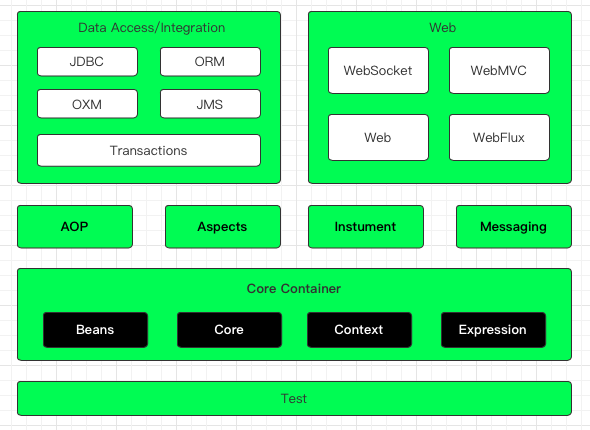 Data Access/Integration
JDBC
ORM
OXM
JMS
Transactions
Web
WebSocket
WebMVC
Web
WebFlux
AOP
Aspects
Instument
Messaging
Core Container
Beans
Core
Context
Expression
Test